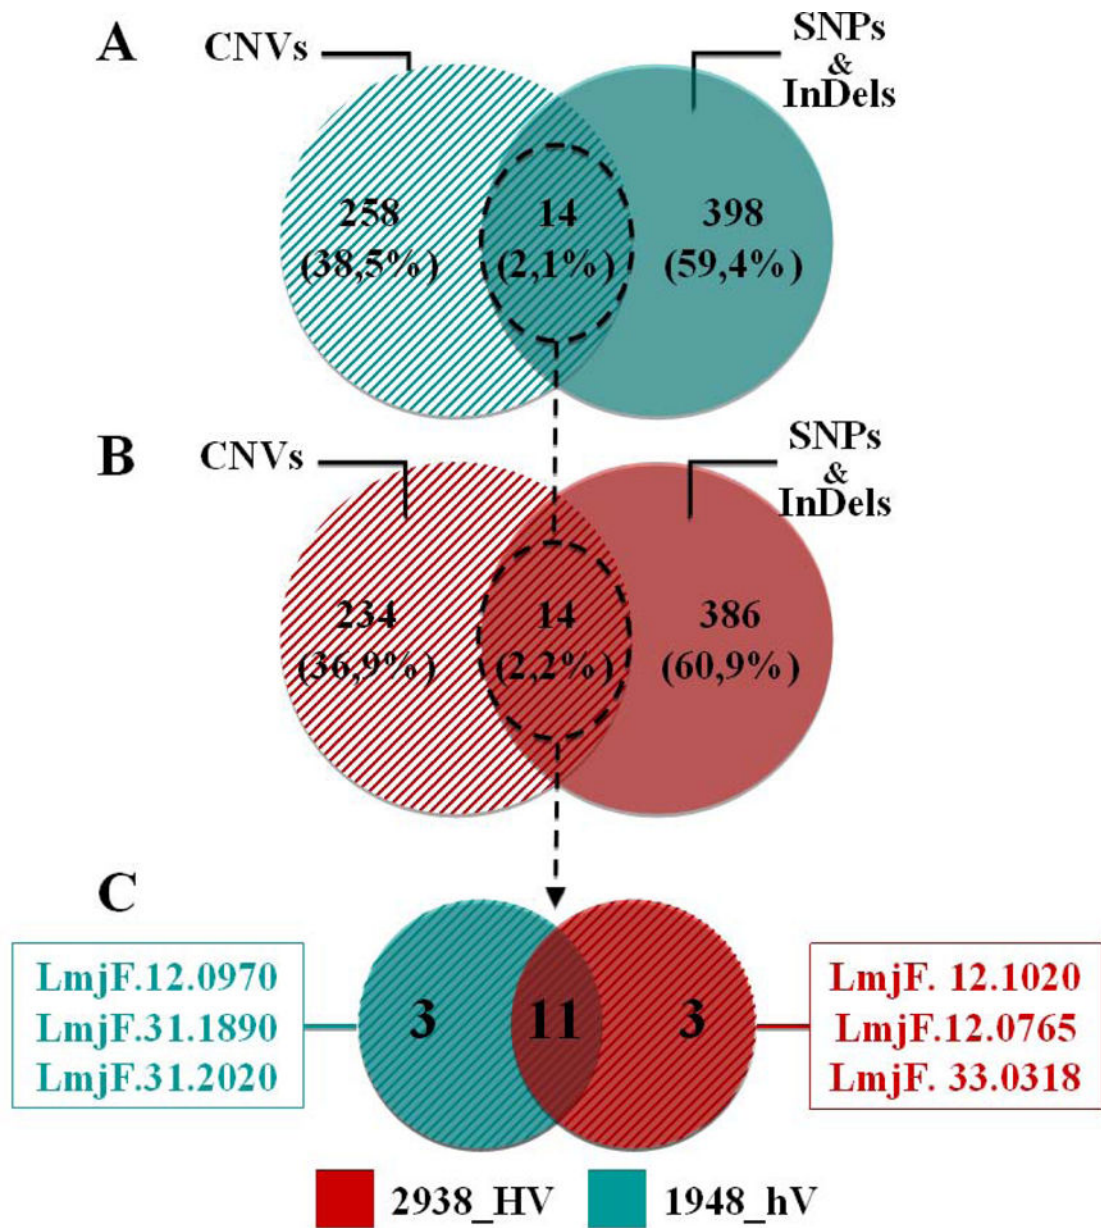 A
CNVs
SNPs
&
InDels
258
(38,5%)
14
(2,1%)
398
(59,4%)
B
CNVs
SNPs
&
InDels
234
(36,9%)
14
(2,2%)
386
(60,9%)
C
LmjF.12.0970
LmjF.31.1890
LmjF.31.2020
3
11
3
LmjF. 12.1020
LmjF.12.0765
LmjF. 33.0318
2938_HV
1948_hV